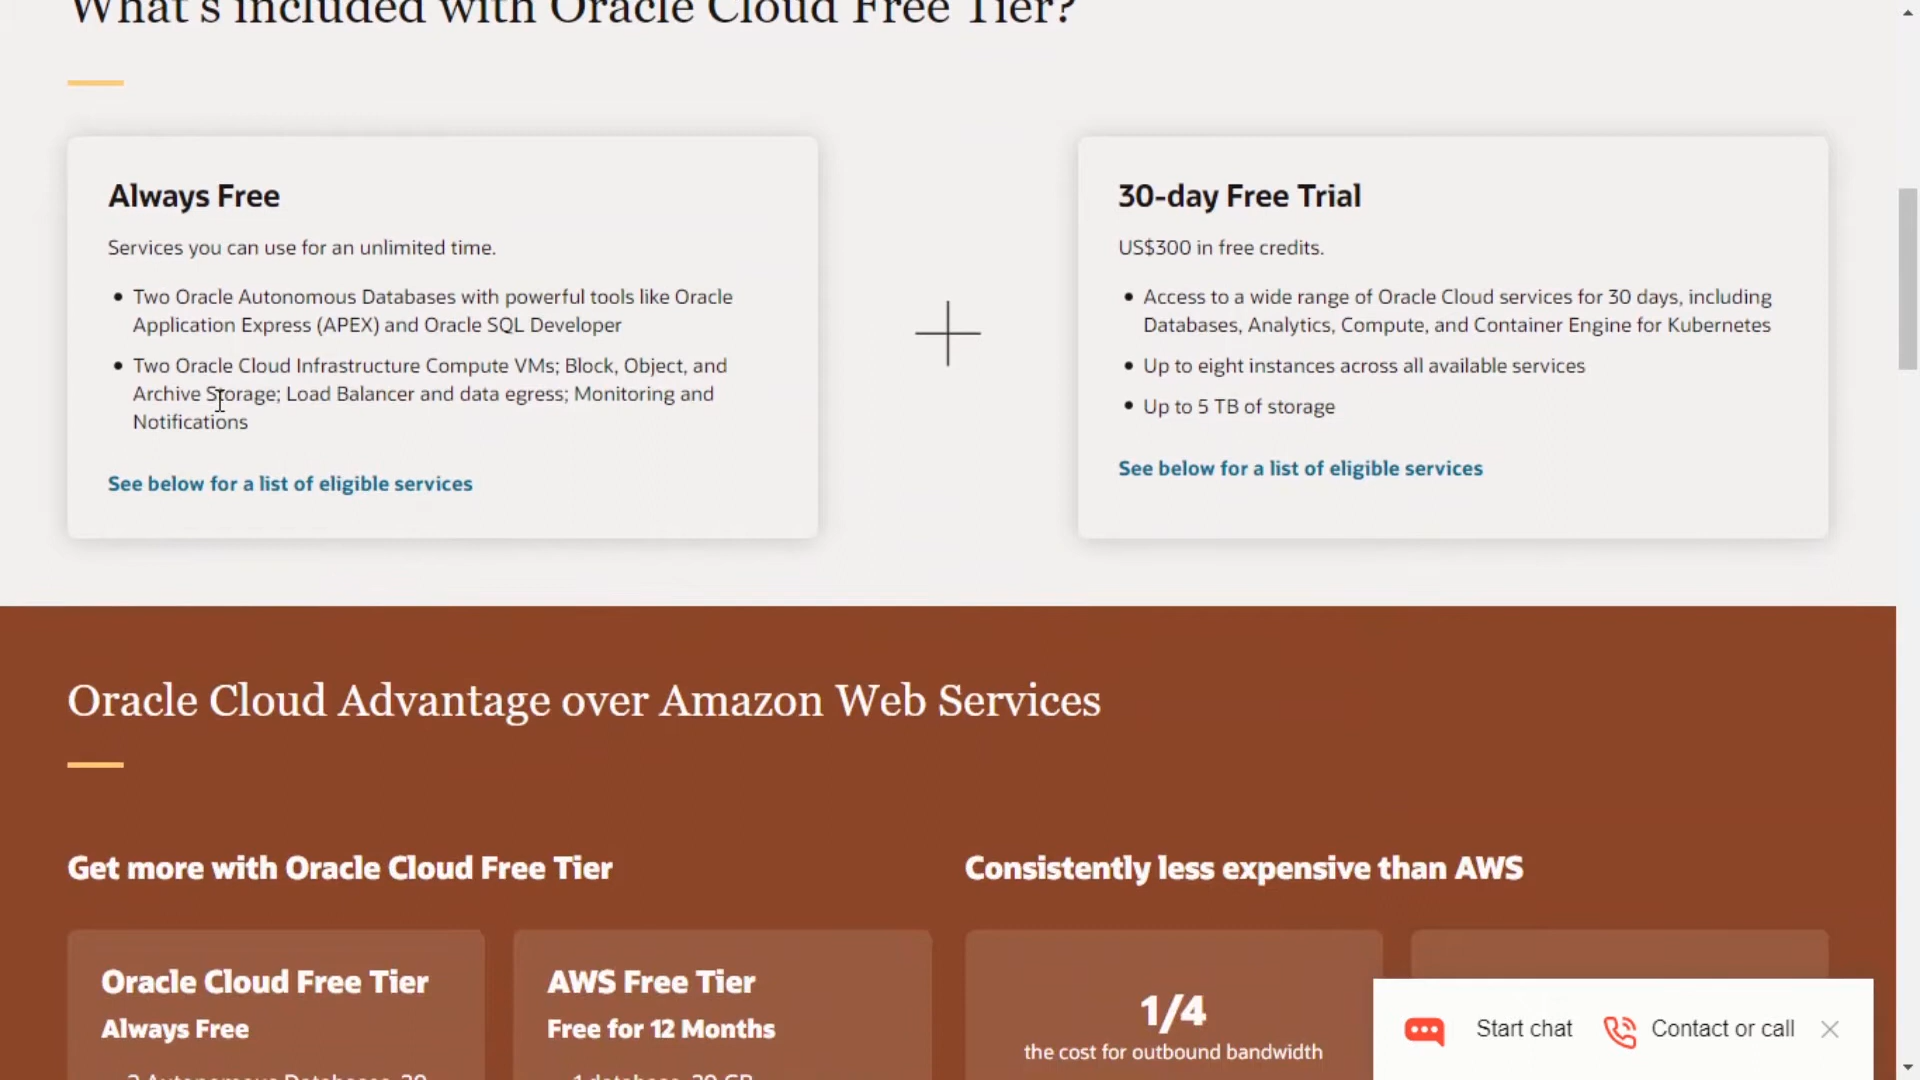 What's included with Oracle Cloud Free Tier?
Always Free
Services you can use for an unlimited time.
• Two Oracle Autonomous Databases with powerful tools like Oracle
Application Express (APEX) and Oracle SQL Developer
• Two Oracle Cloud Infrastructure Compute VMs; Block, Object, and
Archive Storage; Load Balancer and data egress; Monitoring and
Notifications
See below for a list of eligible services
30-day Free Trial
US$300 in free credits.
• Access to a wide range of Oracle Cloud services for 30 days, including
Databases, Analytics, Compute, and Container Engine for Kubernetes
• Up to eight instances across all available services
• Up to 5 TB of storage
See below for a list of eligible services
Oracle Cloud Advantage over Amazon Web Services
Get more with Oracle Cloud Free Tier
Oracle Cloud Free Tier
Always Free
2 Autonomous Databases, 20
AWS Free Tier
Free for 12 Months
1 database, 20 GB
Consistently less expensive than AWS
1/4
the cost for outbound bandwidth
Start chat
Contact or call